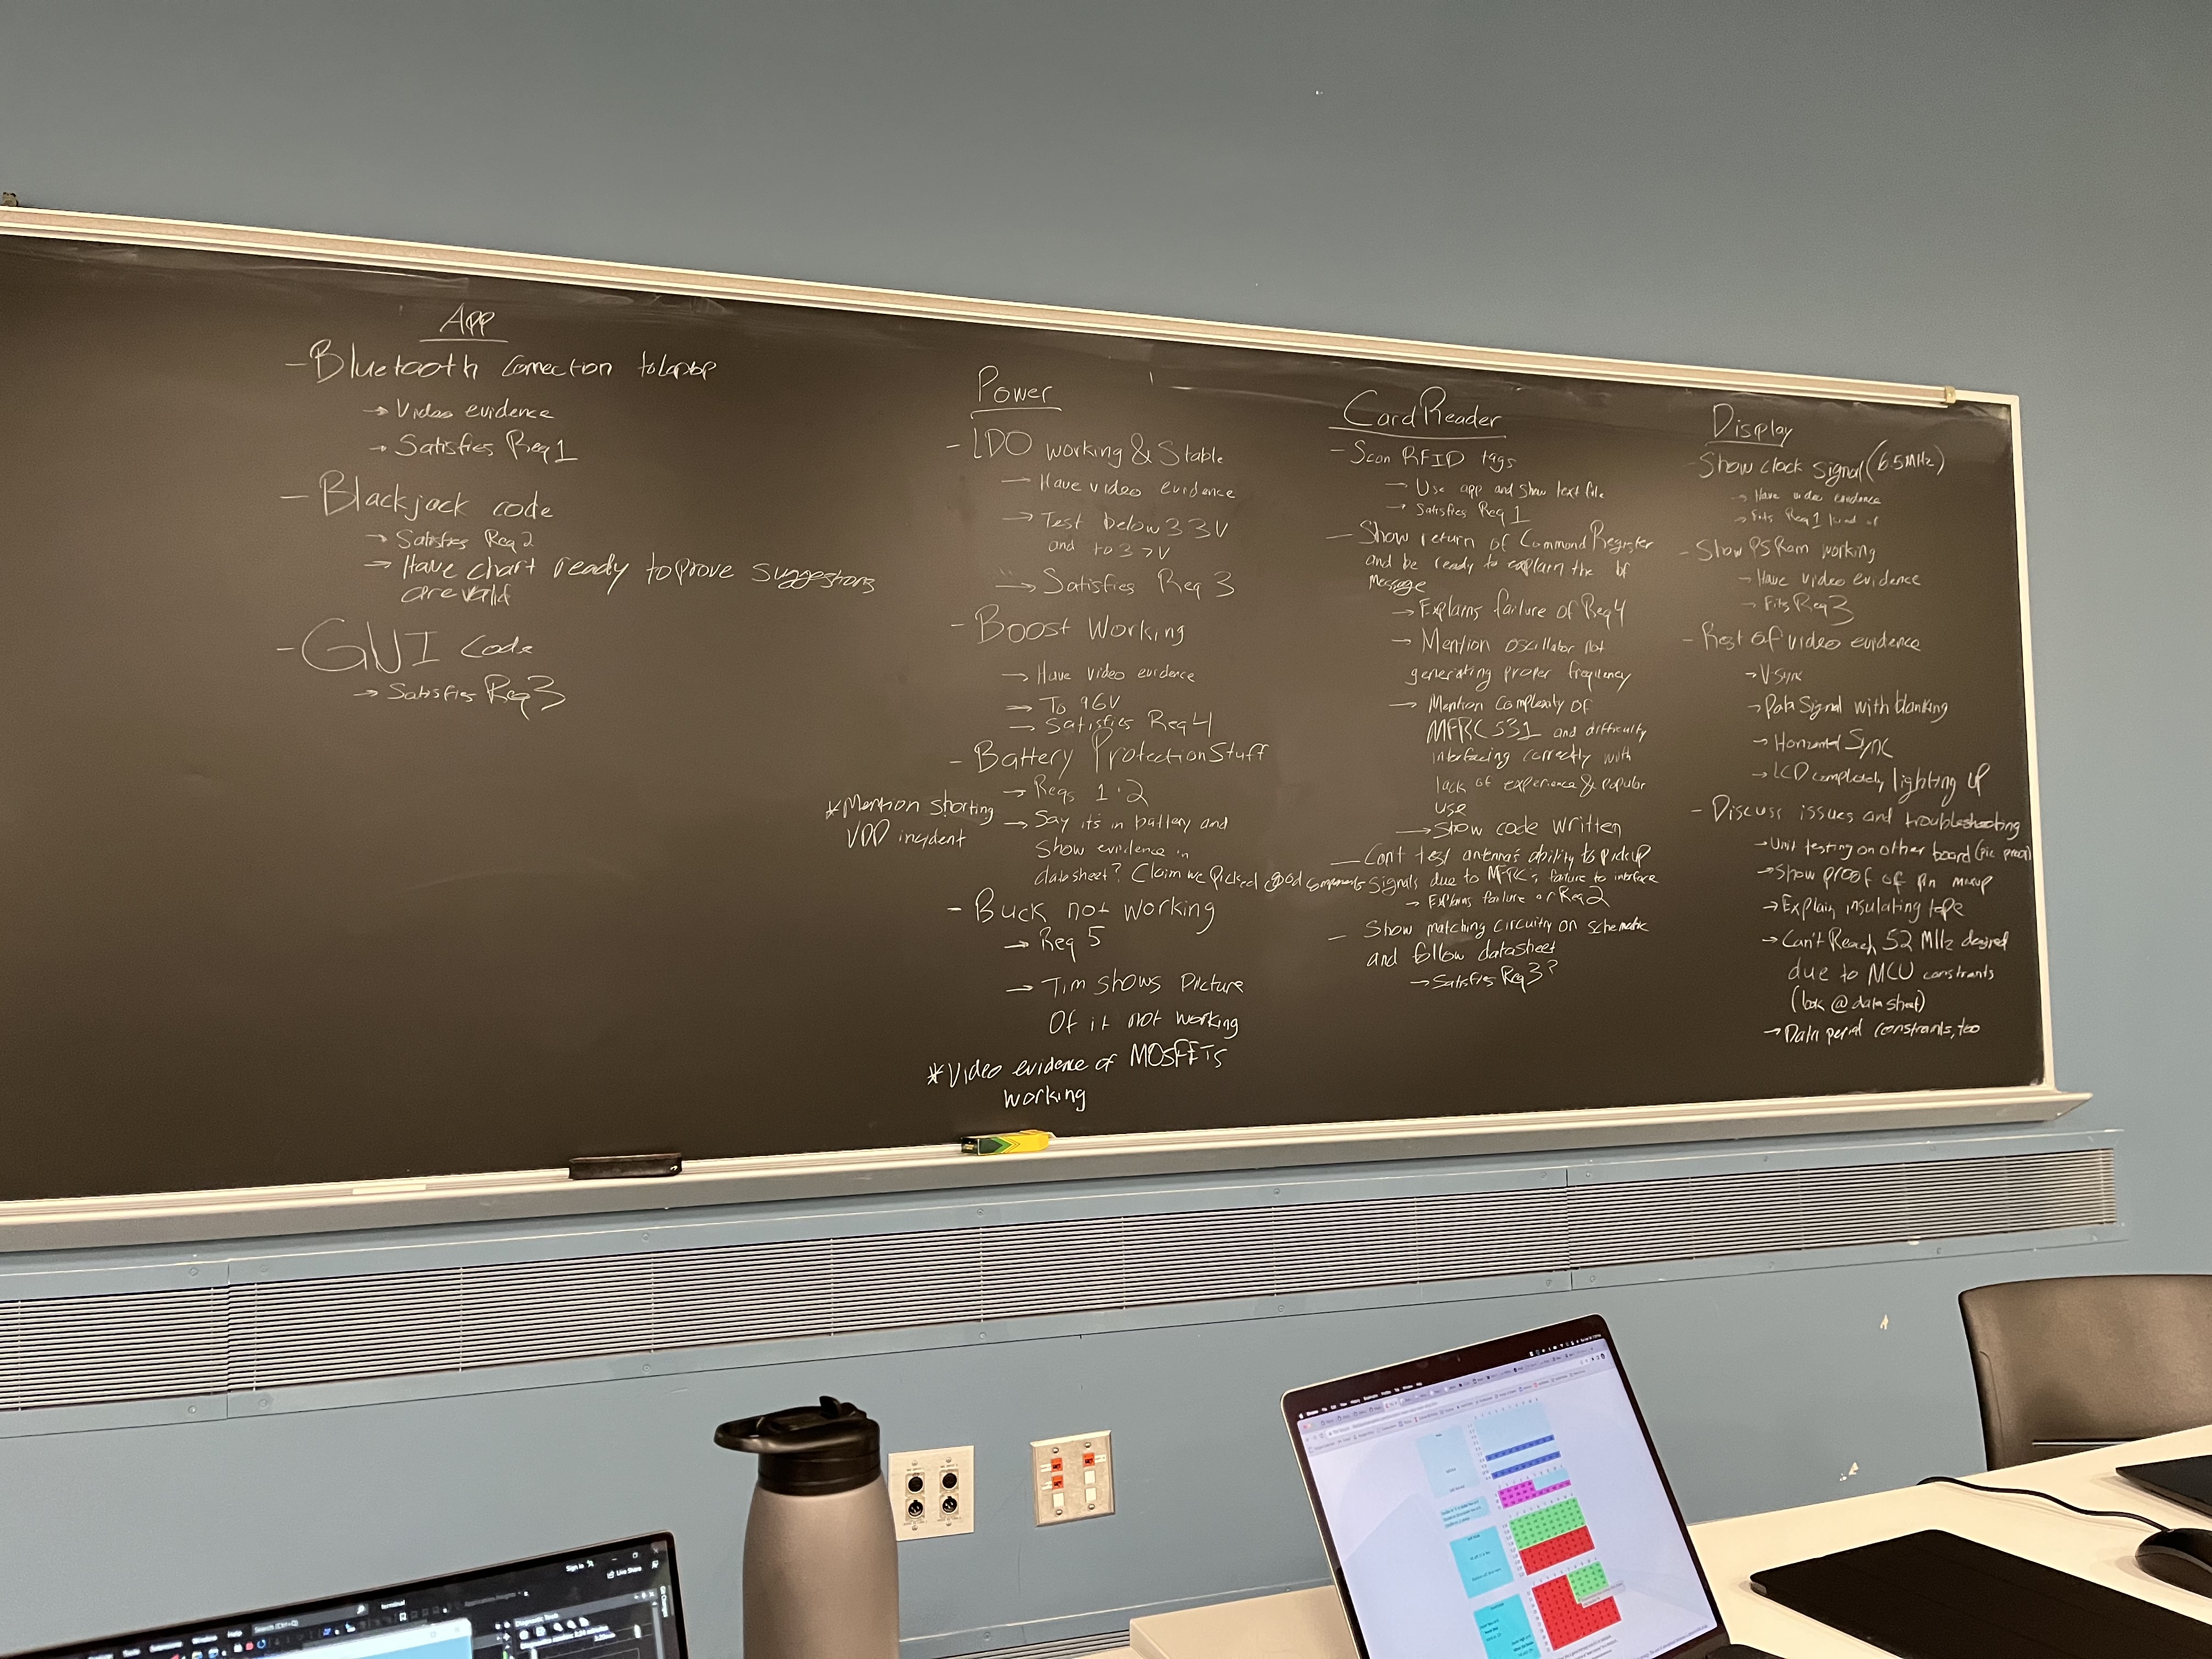 App
- Bluetooth connection to laptop
→ Video evidence
→ Satisfies Req 1
- Blackjack code
→ Satisfies Req 2
→ Have chart ready to prove suggestions
are valid
- GUI Code
→ Satisfies Req 3
Power
- LDO working & Stable
→ Have video evidence
→ Test below 3.3V
and to 3.7V
→ Satisfies Req 3
- Boost Working
→ Have video evidence
→ To 9.6V
→ Satisfies Req 4
- Battery Protection Stuff
→ Reqs 1 + 2
* Mention shorting
VDD incident
→ Say it's in battery and
Show evidence in
datasheet? Claim we picked good components
- Buck not working
→ Req 5
→ Tim shows picture
Of it not working
* Video evidence of MOSFETs
working
Card Reader
- Scan RFID tags
→ Use app and show text file
→ Satisfies Req 1
- Show return of Command Register
and be ready to explain the bf
Message
→ Explains failure of Req 4
→ Mention oscillator not
generating proper frequency
→ Mention Complexity of
MFRC 531 and difficulty
interfacing correctly with
lack of experience & popular
use
→ Show code written
- Can't test antenna's ability to pick up
signals due to MFRC's failure to interface
→ Explains failure of Req 2
- Show matching circuitry on schematic
and follow datasheet
→ Satisfies Req 3?
Display
- Show clock signal (6.5MHz)
→ Have video evidence
→ Fits Req 1 kind of
- Show PSRam working
→ Have video evidence
→ Fits Req 3
- Rest of video evidence
→ V-Sync
→ Data Signal with blanking
→ Horizontal Sync
→ LCD completely lighting up
- Discuss issues and troubleshooting
→ Unit testing on other board (pic proof)
→ Show proof of pin mixup
→ Explain insulating tape
→ Can't Reach 52 MHz desired
due to MCU constraints
(look @ datasheet)
→ Data period constraints, too